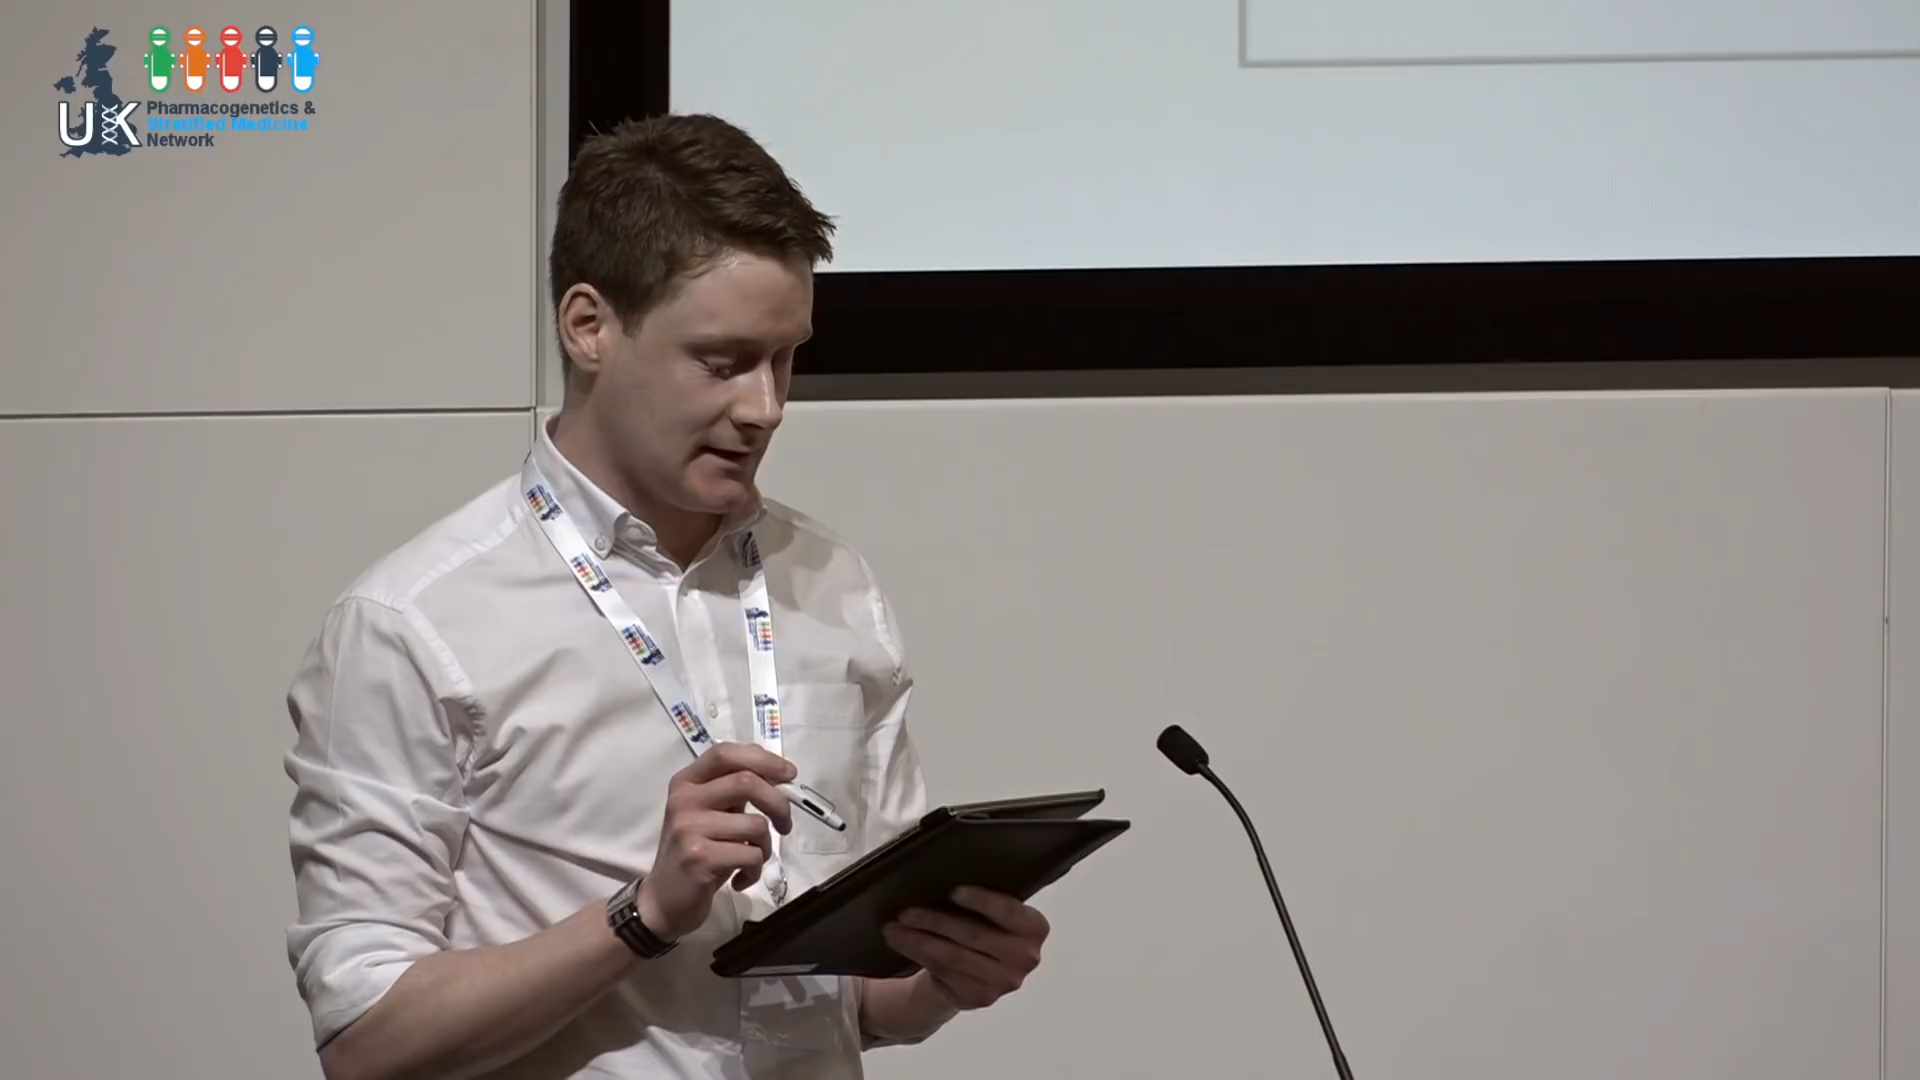 UK
Pharmacogenetics &
Stratified Medicine
Network